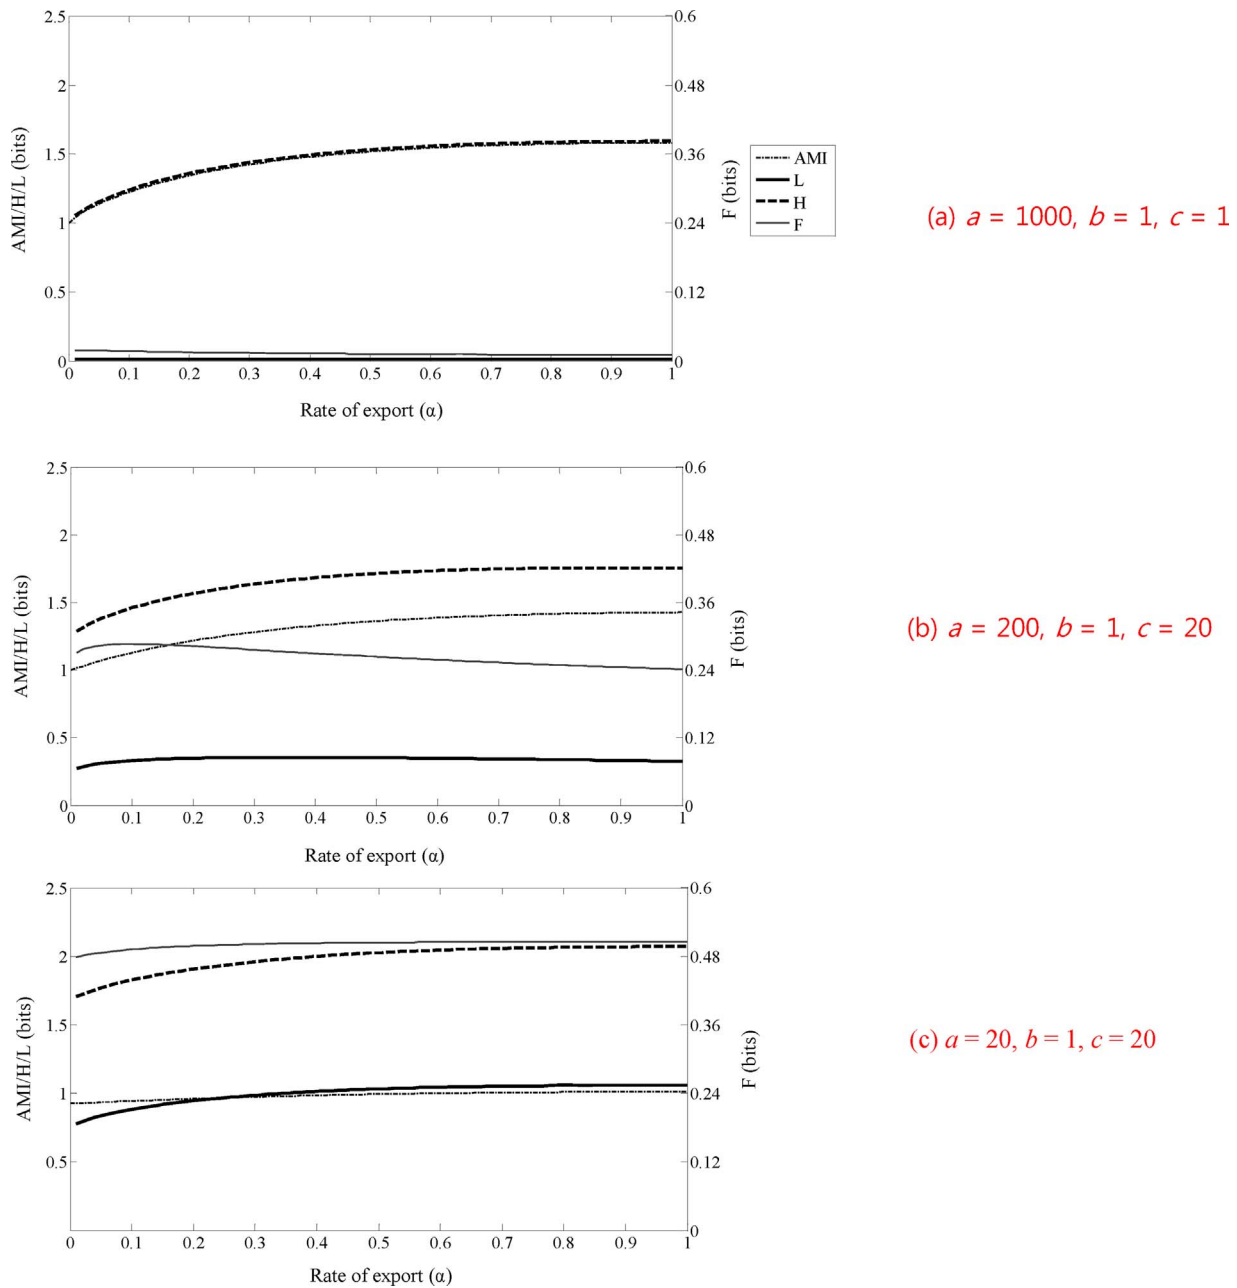 2.5
2
1.5
1
0.5
0
AMI/H/L (bits)
0.6
0.48
0.36
0.24
0.12
0
F (bits)
0 0.1 0.2 0.3 0.4 0.5 0.6 0.7 0.8 0.9 1
Rate of export (α)
AMI
L
H
F
(a) a = 1000, b = 1, c = 1
2.5
2
1.5
1
0.5
0
AMI/H/L (bits)
0.6
0.48
0.36
0.24
0.12
0
F (bits)
0 0.1 0.2 0.3 0.4 0.5 0.6 0.7 0.8 0.9 1
Rate of export (α)
(b) a = 200, b = 1, c = 20
2.5
2
1.5
1
0.5
AMI/H/L (bits)
0.6
0.48
0.36
0.24
0.12
0
F (bits)
0 0.1 0.2 0.3 0.4 0.5 0.6 0.7 0.8 0.9 1
Rate of export (α)
(c) a = 20, b = 1, c = 20